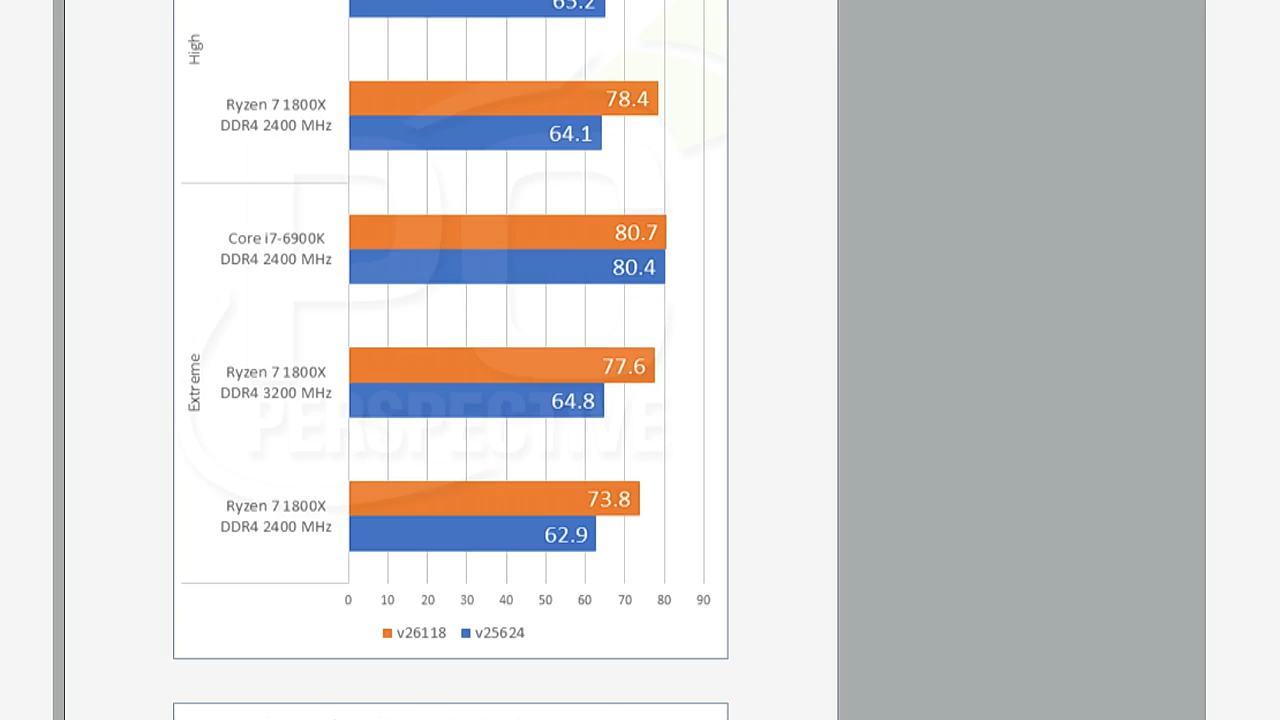 65.2
High
Ryzen 7 1800X
DDR4 2400 MHz
78.4
64.1
Core i7-6900K
DDR4 2400 MHz
80.7
80.4
Extreme
Ryzen 7 1800X
DDR4 3200 MHz
77.6
64.8
PERSPECTIVE
Ryzen 7 1800X
DDR4 2400 MHz
73.8
62.9
0 10 20 30 40 50 60 70 80 90
v26118 v25624